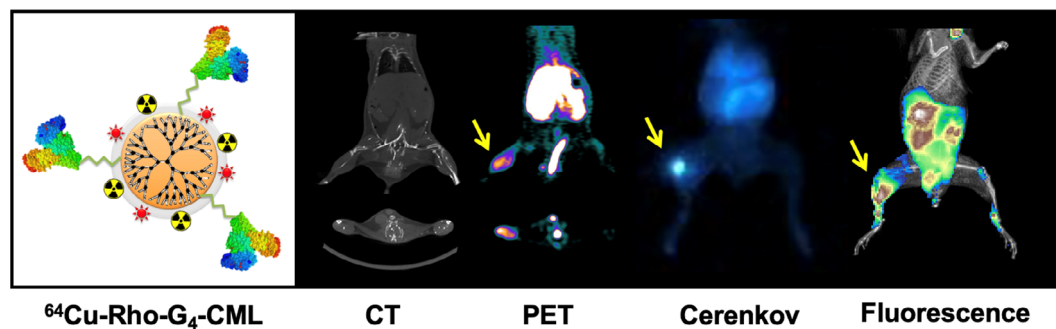 ⁶⁴Cu-Rho-G₄-CML
CT
PET
Cerenkov
Fluorescence